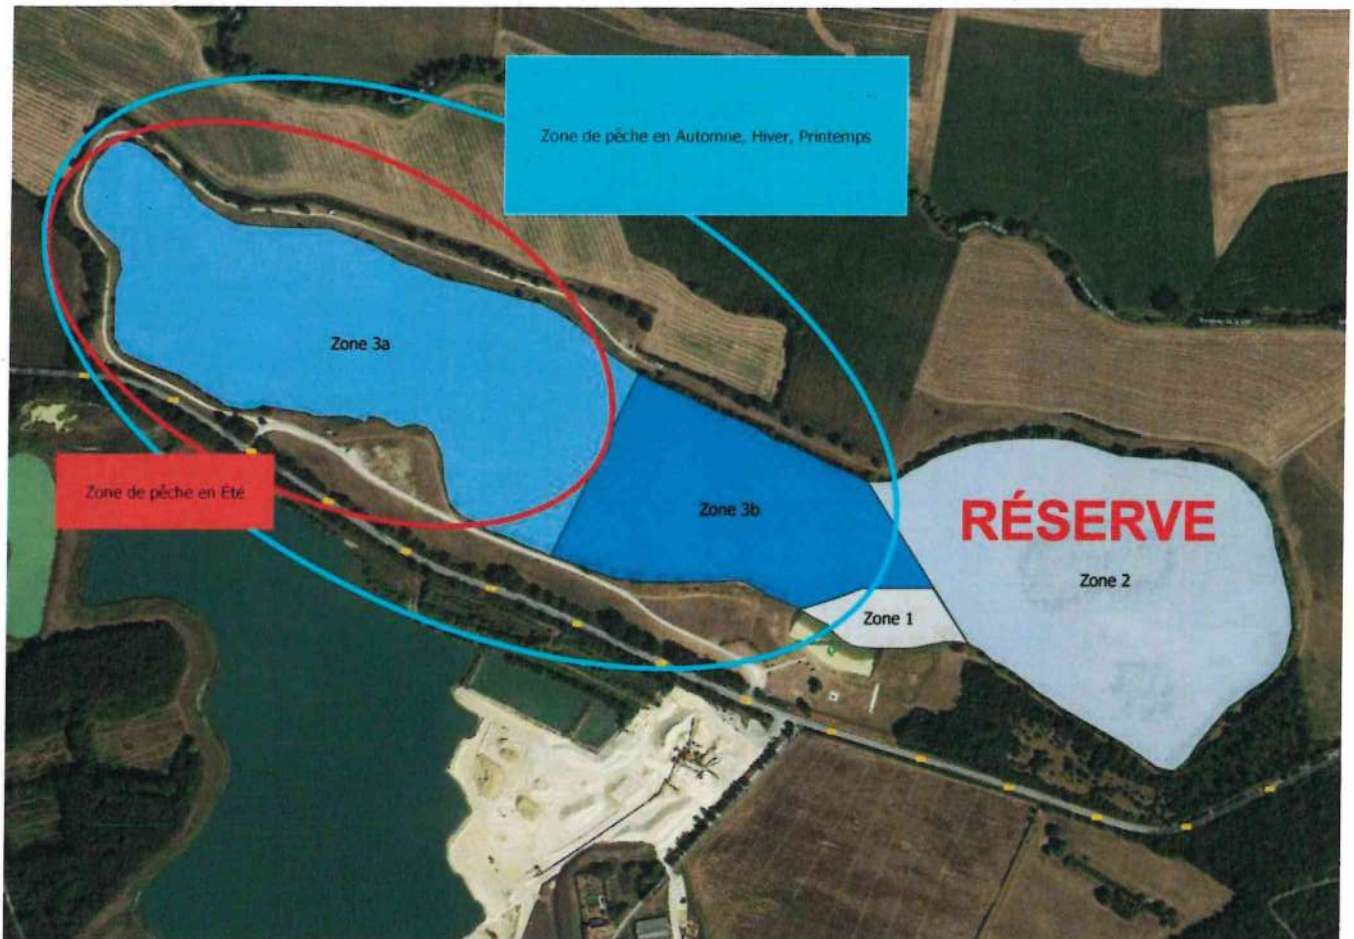 Zone de pêche en Automne, Hiver, Printemps
Zone 3a
Zone de pêche en Été
Zone 3b
RÉSERVE
Zone 2
Zone 1